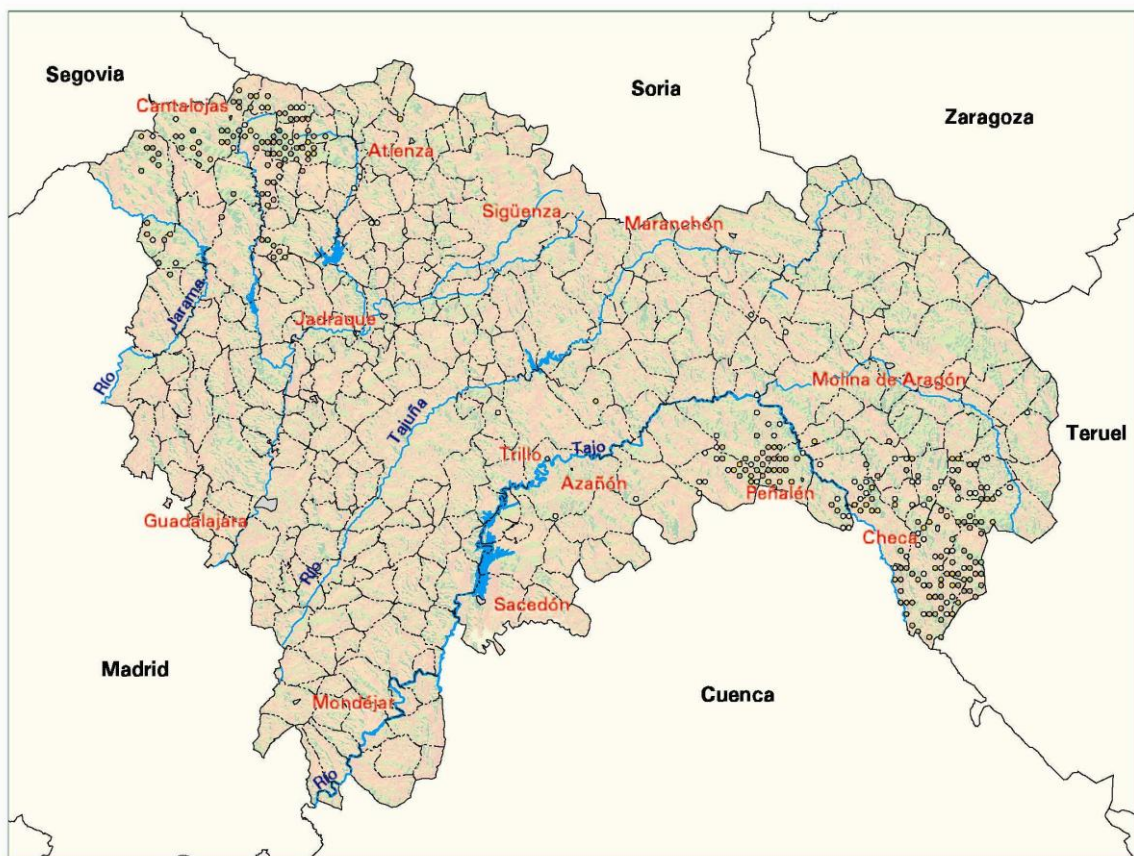 Segovia
Soria
Zaragoza
Cantalojas
Atienza
Sigüenza
Maranchón
Jarama
Jadraque
Río
Molina de Aragón
Tajuña
Teruel
Trillo
Tajo
Azañón
Peñalén
Guadalajara
Checa
Río
Sacedón
Madrid
Cuenca
Mondéjar
Río